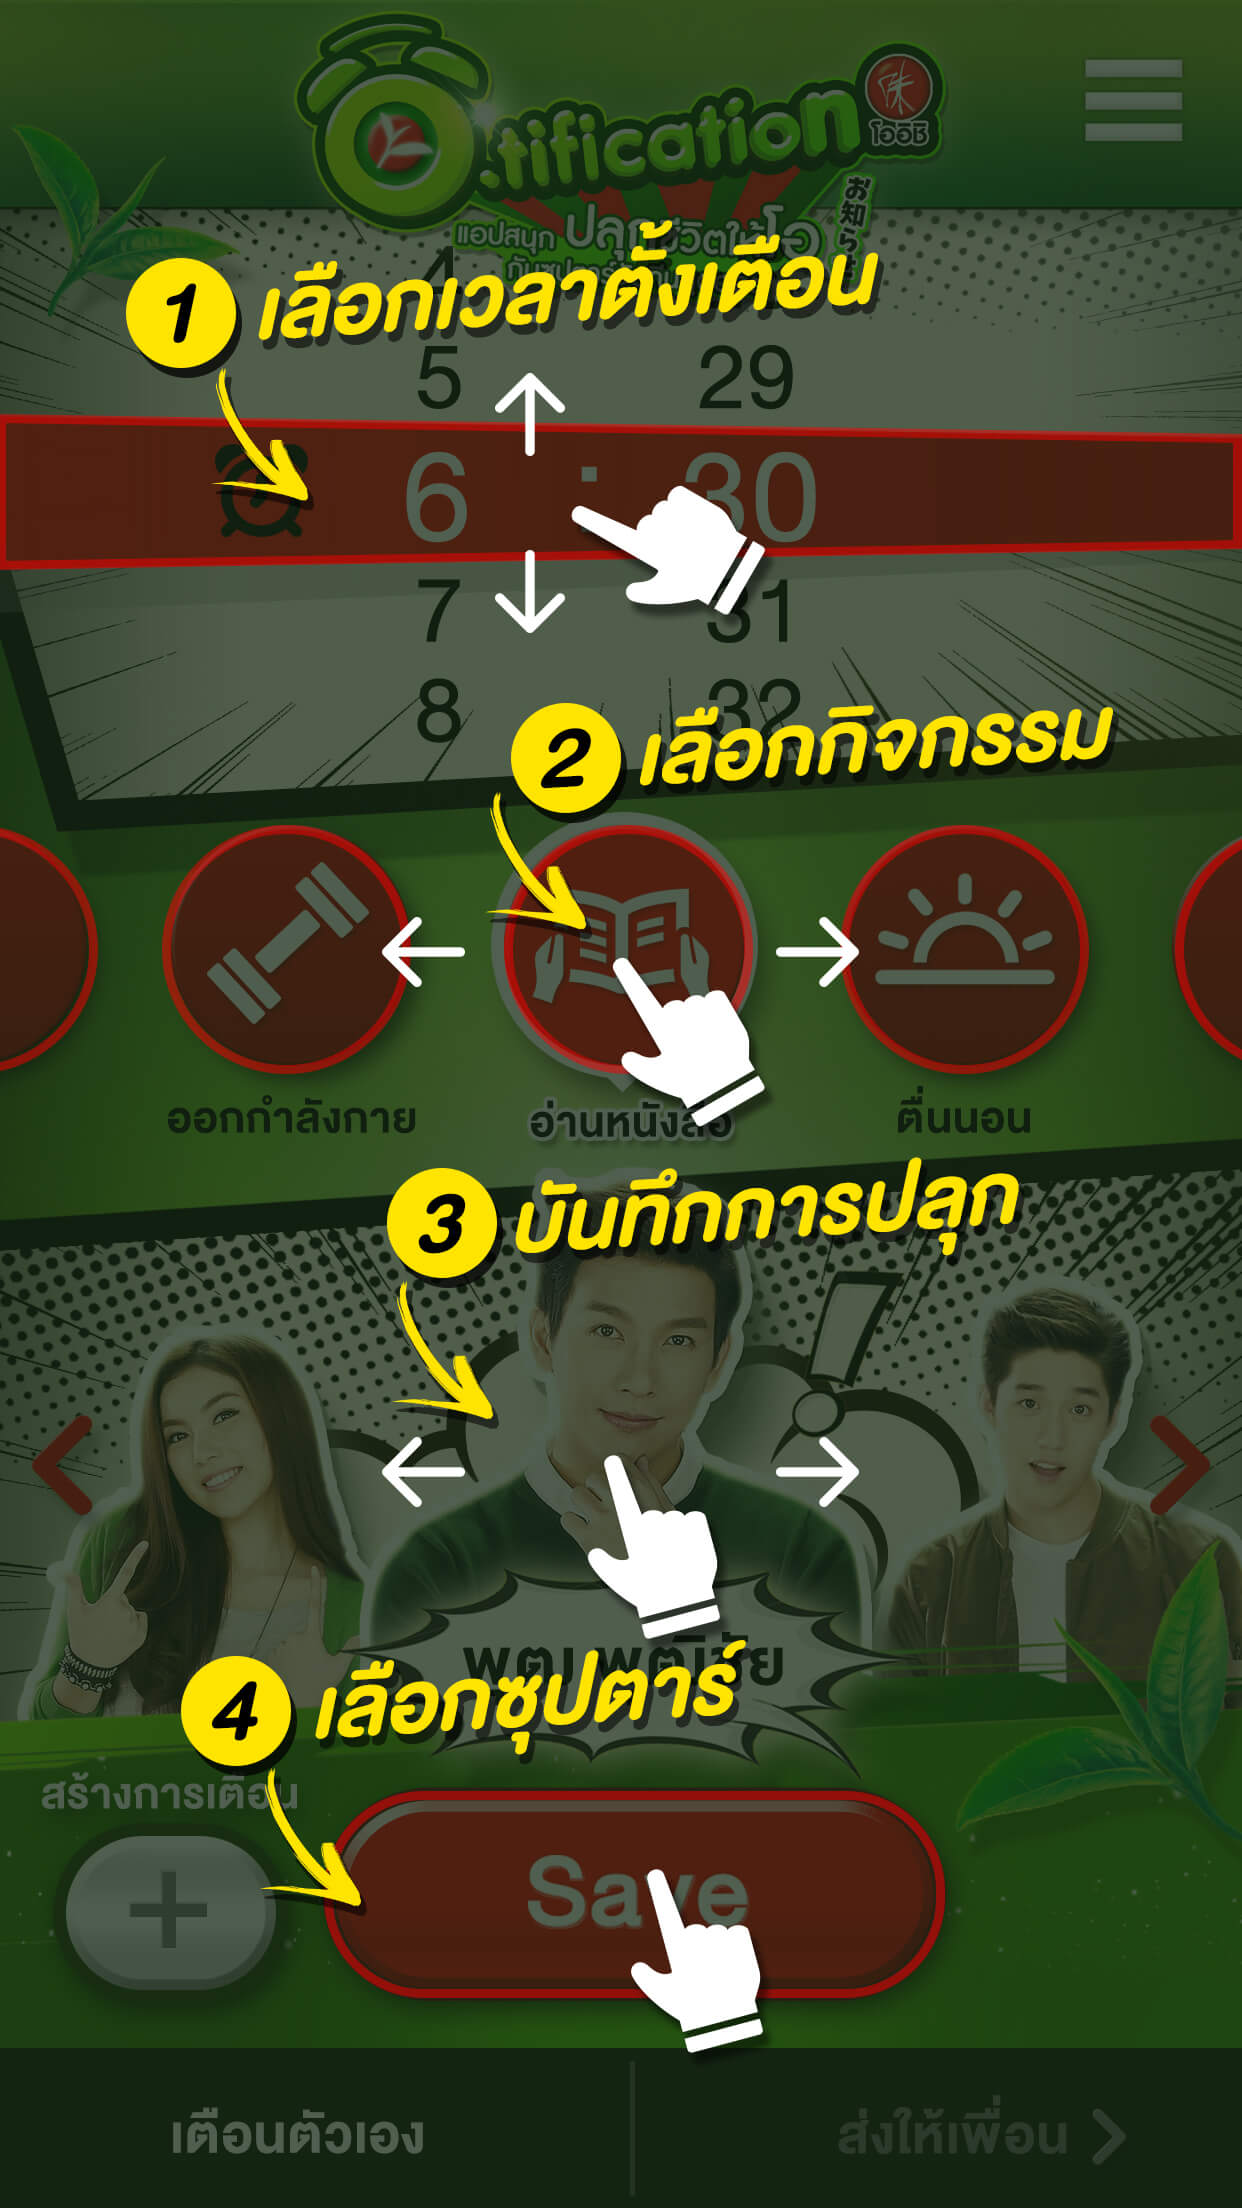 O.tification
โออิชิ
แอปสนุก ปลุกชีวิตให้โอ
お知ら
1 เลือกเวลาตั้งเตือน
4
5 29
6 : 30
7 31
8 32
2 เลือกกิจกรรม
ออกกำลังกาย อ่านหนังสือ ตื่นนอน
3 บันทึกการปลุก
4 เลือกซุปตาร์
สร้างการเตือน
+
Save
เตือนตัวเอง
ส่งให้เพื่อน